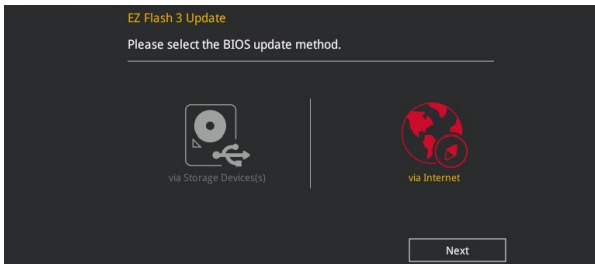 EZ Flash 3 Update
Please select the BIOS update method.
via Storage Devices(s)
via Internet
Next